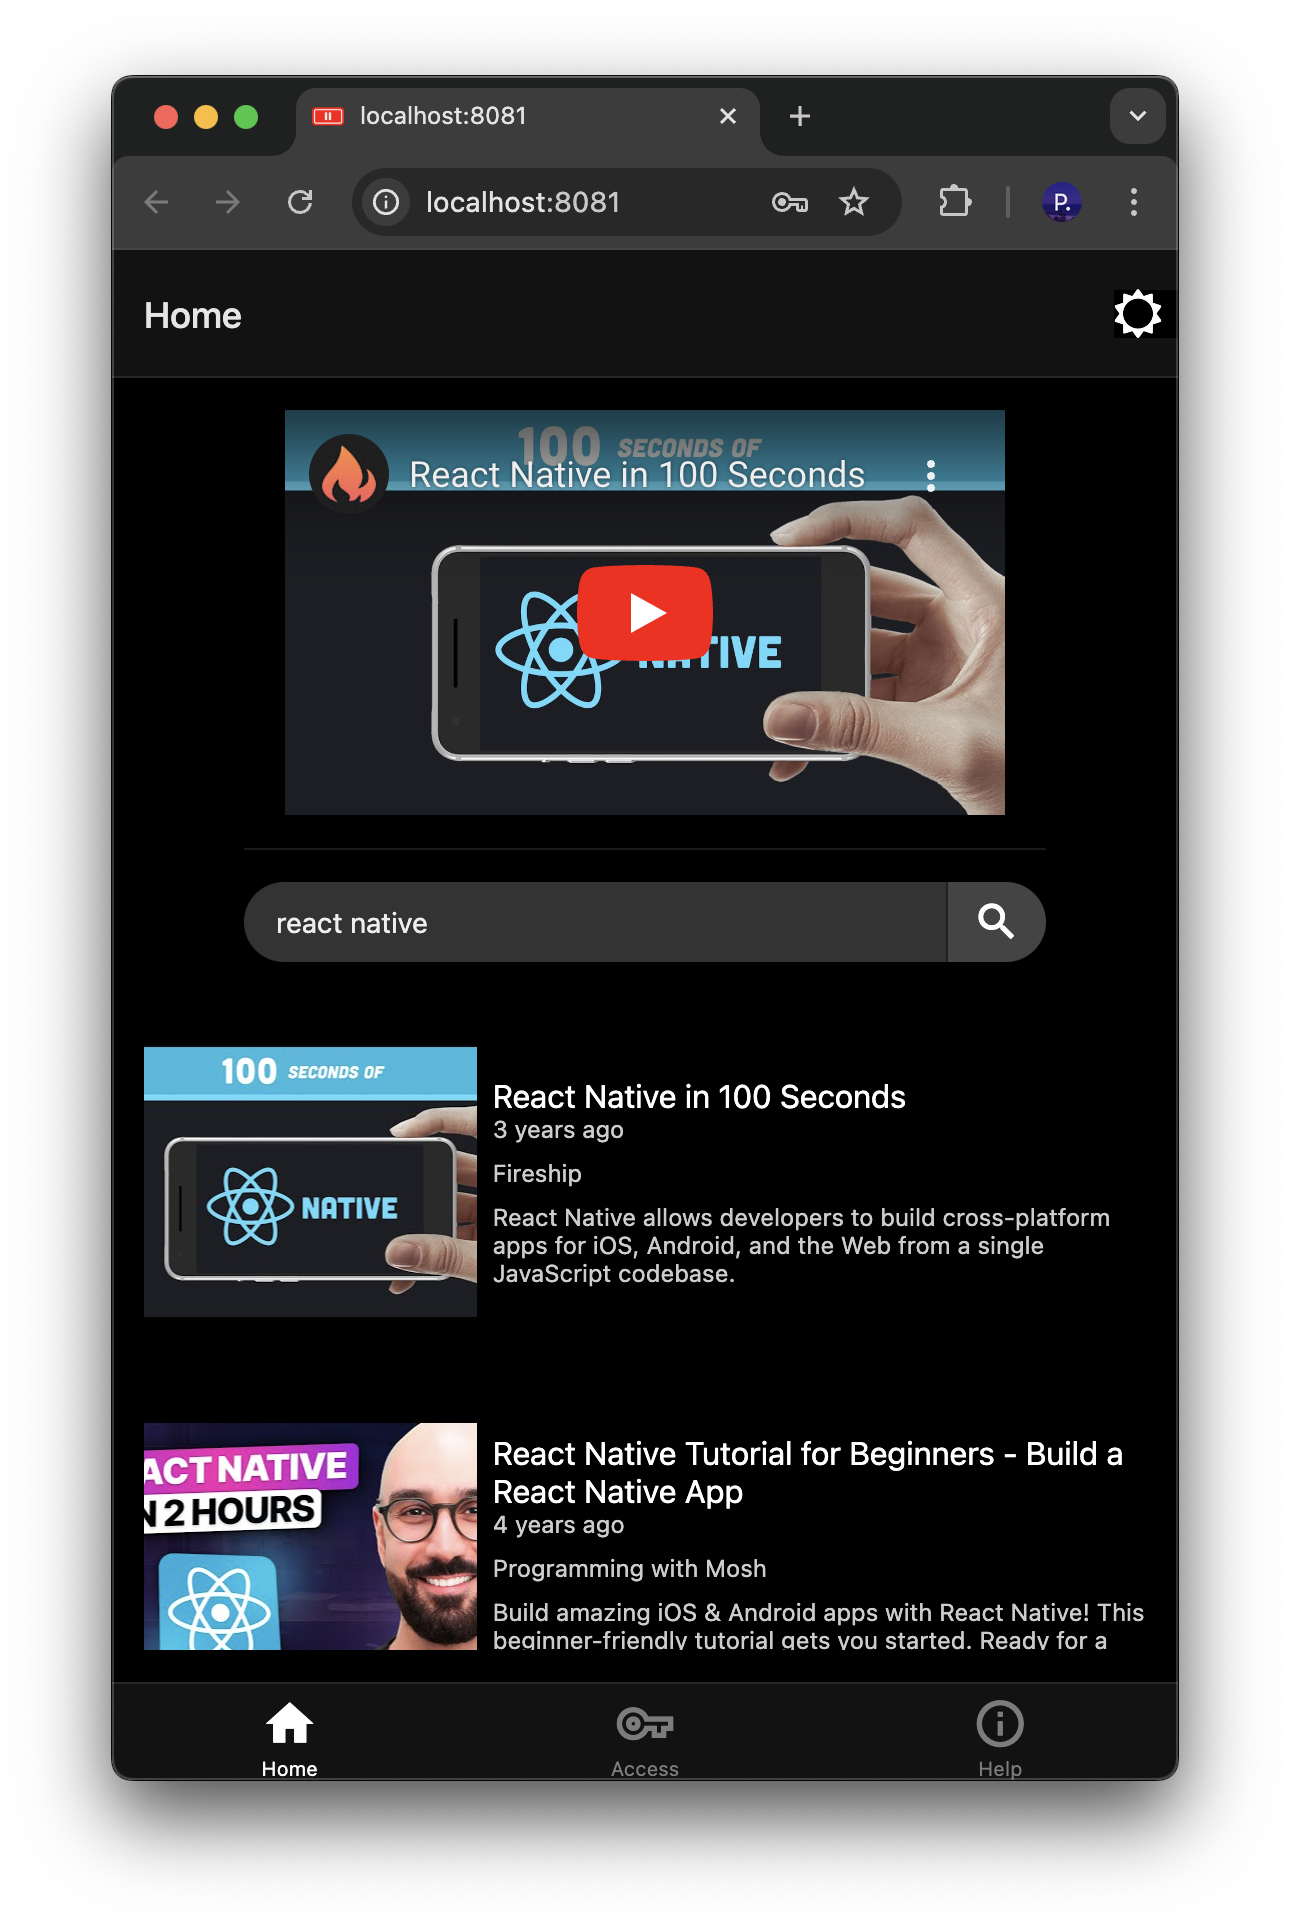 localhost:8081
localhost:8081
P.
Home
100 SECONDS OF
React Native in 100 Seconds
NATIVE
react native
100 SECONDS OF
NATIVE
React Native in 100 Seconds
3 years ago
Fireship
React Native allows developers to build cross-platform
apps for iOS, Android, and the Web from a single
JavaScript codebase.
ACT NATIVE
N 2 HOURS
React Native Tutorial for Beginners - Build a
React Native App
4 years ago
Programming with Mosh
Build amazing iOS & Android apps with React Native! This
beginner-friendly tutorial gets you started. Ready for a
Home
Access
Help